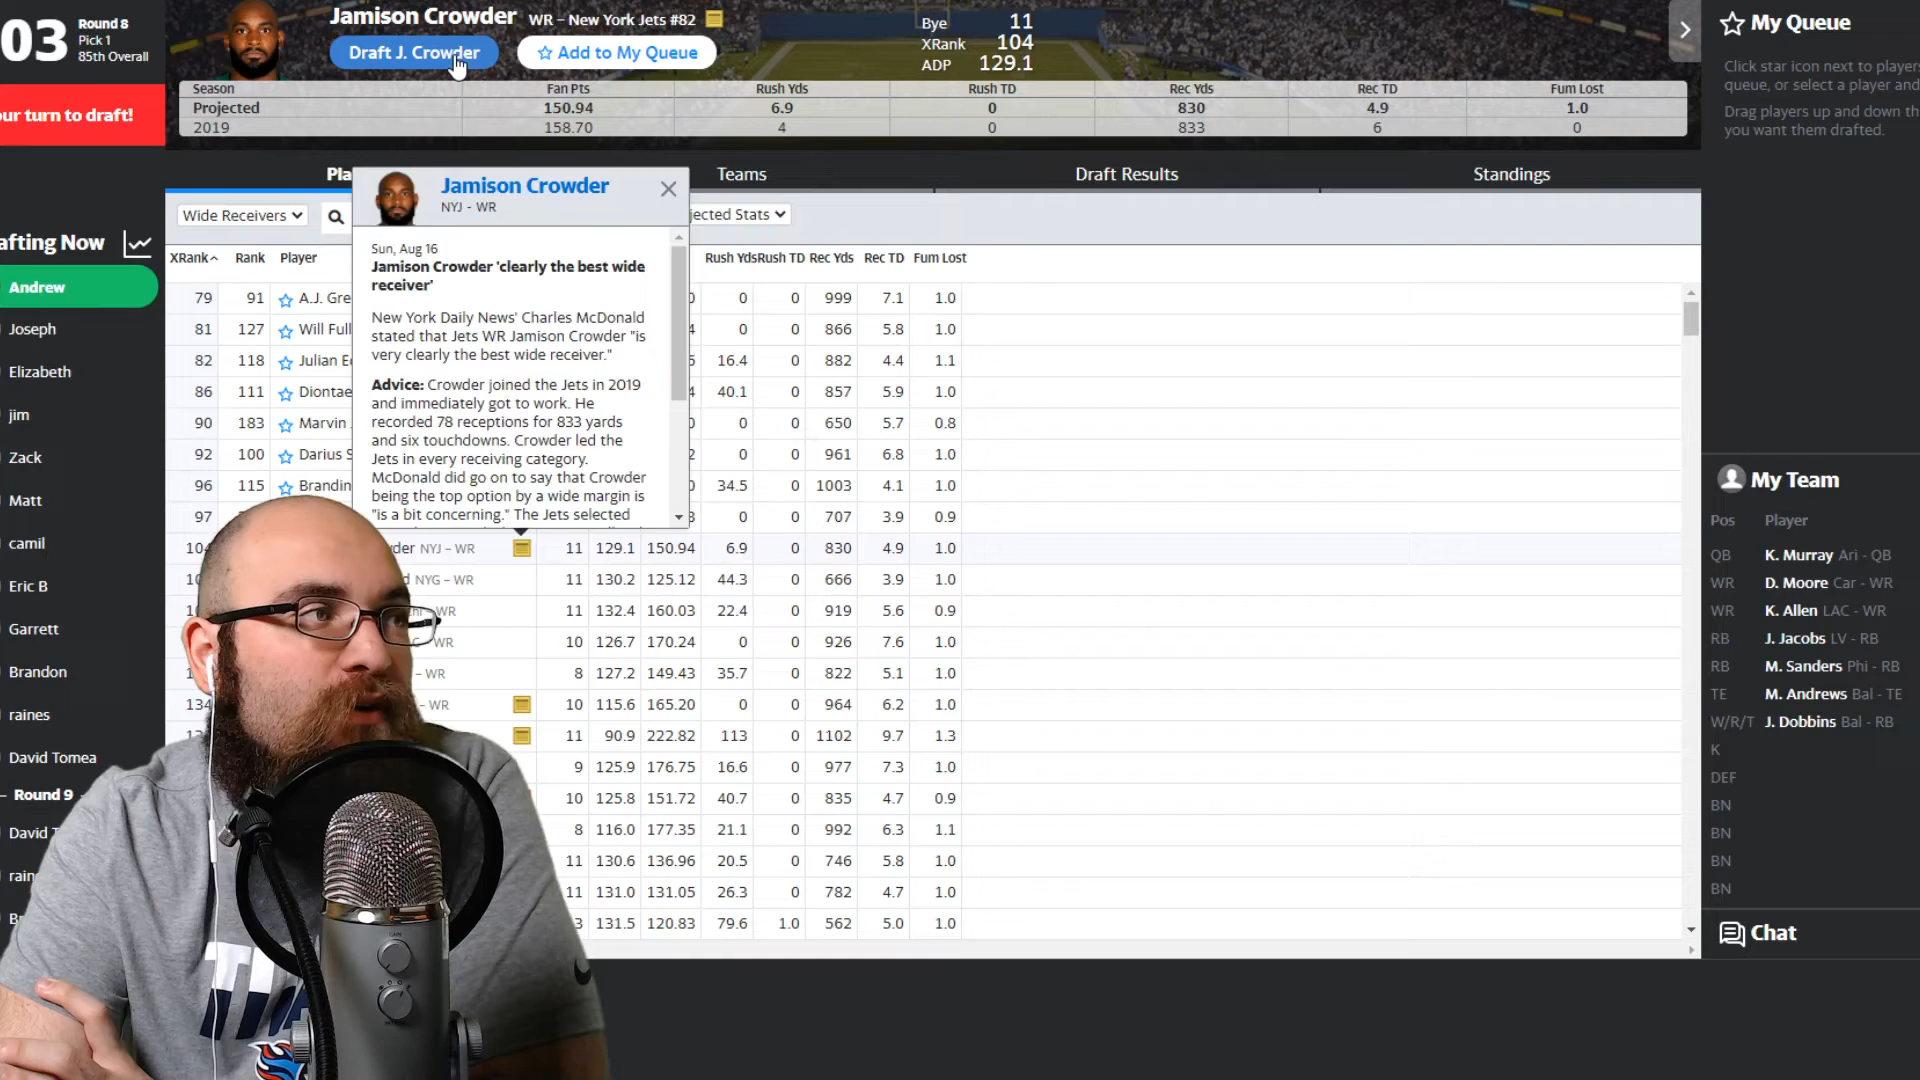 03
Round 8
Pick 1
85th Overall
our turn to draft!
Jamison Crowder WR – New York Jets #82
Draft J. Crowder
Add to My Queue
Bye 11
XRank 104
ADP 129.1
Season Fan Pts Rush Yds Rush TD Rec Yds Rec TD Fum Lost
Projected 150.94 6.9 0 830 4.9 1.0
2019 158.70 4 0 833 6 0
My Queue
Click star icon next to players
queue, or select a player and
Drag players up and down th
you want them drafted.
Pla Teams Draft Results Standings
Wide Receivers
jected Stats
Jamison Crowder
NYJ - WR
Sun, Aug 16
Jamison Crowder 'clearly the best wide
receiver'
New York Daily News' Charles McDonald
stated that Jets WR Jamison Crowder "is
very clearly the best wide receiver."
Advice: Crowder joined the Jets in 2019
and immediately got to work. He
recorded 78 receptions for 833 yards
and six touchdowns. Crowder led the
Jets in every receiving category.
McDonald did go on to say that Crowder
being the top option by a wide margin is
"is a bit concerning." The Jets selected
afting Now
Andrew
Joseph
Elizabeth
jim
Zack
Matt
camil
Eric B
Garrett
Brandon
raines
David Tomea
Round 9
David T
rain
Br
XRank Rank Player Rush Yds Rush TD Rec Yds Rec TD Fum Lost
79 91 A.J. Gre 0 0 999 7.1 1.0
81 127 Will Full 4 0 0 866 5.8 1.0
82 118 Julian E 16.4 0 882 4.4 1.1
86 111 Diontae 4 40.1 0 857 5.9 1.0
90 183 Marvin 0 0 0 650 5.7 0.8
92 100 Darius S 2 0 0 961 6.8 1.0
96 115 Brandin 0 34.5 0 1003 4.1 1.0
97 0 0 707 3.9 0.9
104 der NYJ – WR 11 129.1 150.94 6.9 0 830 4.9 1.0
NYG – WR 11 130.2 125.12 44.3 0 666 3.9 1.0
WR 11 132.4 160.03 22.4 0 919 5.6 0.9
– WR 10 126.7 170.24 0 0 926 7.6 1.0
– WR 8 127.2 149.43 35.7 0 822 5.1 1.0
134 – WR 10 115.6 165.20 0 0 964 6.2 1.0
11 90.9 222.82 113 0 1102 9.7 1.3
9 125.9 176.75 16.6 0 977 7.3 1.0
10 125.8 151.72 40.7 0 835 4.7 0.9
8 116.0 177.35 21.1 0 992 6.3 1.1
11 130.6 136.96 20.5 0 746 5.8 1.0
11 131.0 131.05 26.3 0 782 4.7 1.0
3 131.5 120.83 79.6 1.0 562 5.0 1.0
My Team
Pos Player
QB K. Murray Ari - QB
WR D. Moore Car - WR
WR K. Allen LAC - WR
RB J. Jacobs LV - RB
RB M. Sanders Phi - RB
TE M. Andrews Bal - TE
W/R/T J. Dobbins Bal - RB
K
DEF
BN
BN
BN
BN
BN
Chat